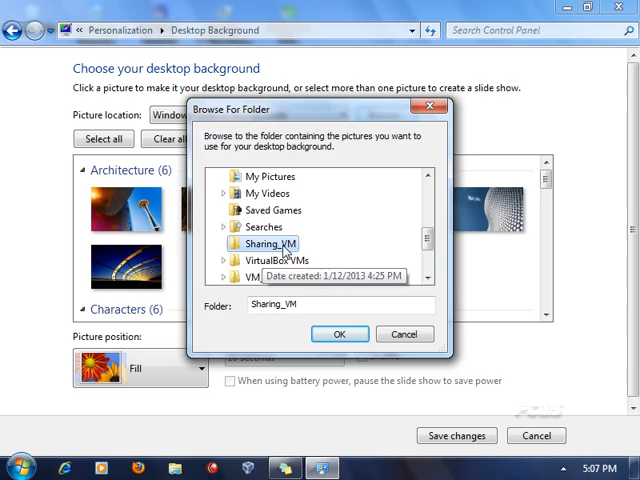 Personalization ▸ Desktop Background
Search Control Panel
Choose your desktop background
Click a picture to make it your desktop background, or select more than one picture to create a slide show.
Picture location:
Select all
Clear all
Architecture (6)
Characters (6)
Browse For Folder
Browse to the folder containing the pictures you want to
use for your desktop background.
My Pictures
My Videos
Saved Games
Searches
Sharing_VM
VirtualBox VMs
Date created: 1/12/2013 4:25 PM
Folder:
Sharing_VM
OK
Cancel
Picture position:
Fill
When using battery power, pause the slide show to save power
Save changes
Cancel
5:07 PM